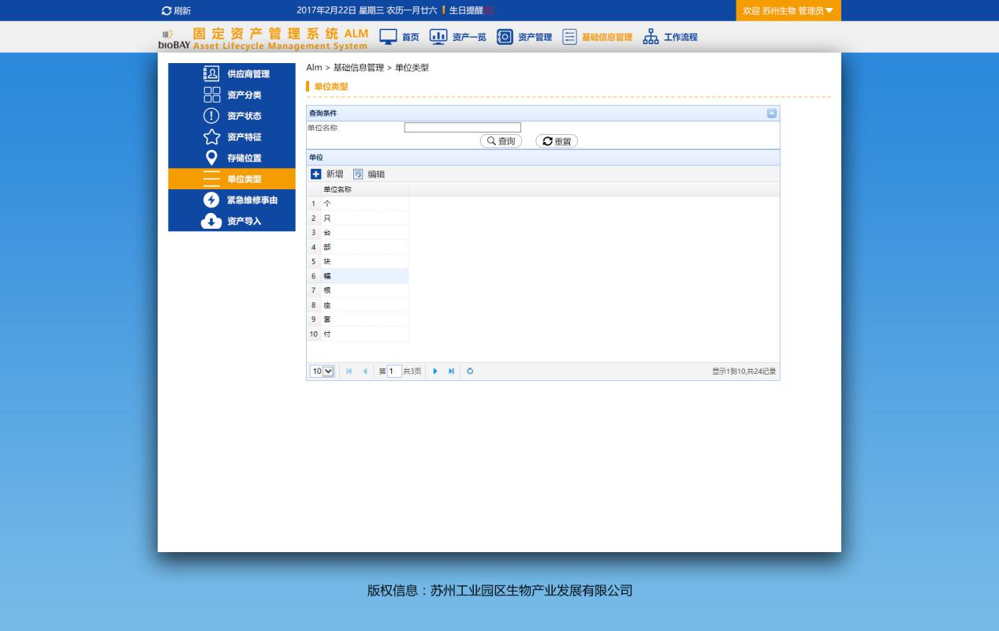 刷新 2017年2月22日 星期三 农历一月廿六 生日提醒[0] 欢迎 苏州生物 管理员
bioBAY 固定资产管理系统 ALM
Asset Lifecycle Management System
首页 资产一览 资产管理 基础信息管理 工作流程
供应商管理
资产分类
资产状态
资产特征
存储位置
单位类型
紧急维修事由
资产导入
Alm > 基础信息管理 > 单位类型
单位类型
查询条件
单位名称
查询 重置
单位
新增 编辑
单位名称
1 个
2 只
3 台
4 部
5 块
6 幅
7 根
8 座
9 套
10 付
10 第 1 共3页 显示1到10,共24记录
版权信息：苏州工业园区生物产业发展有限公司